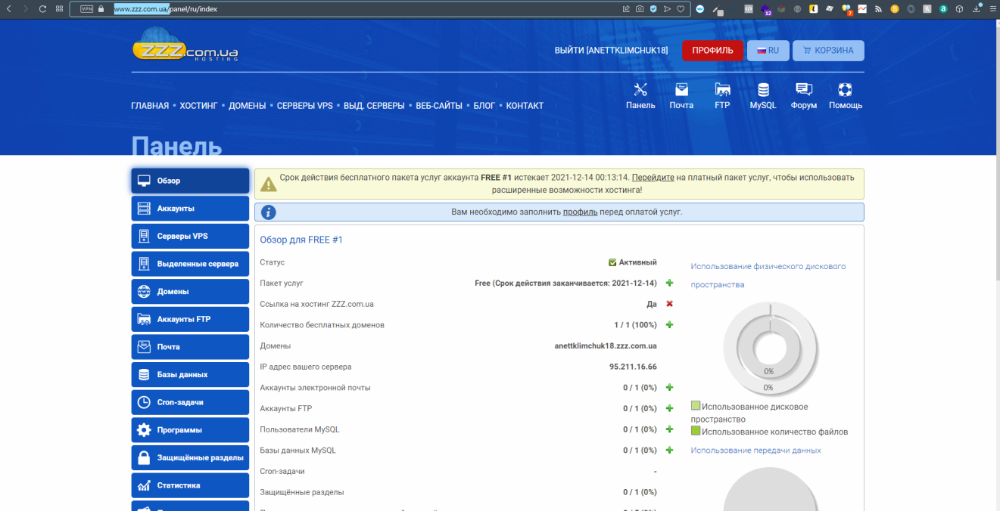 VPN
www.zzz.com.ua/panel/ru/index
12
7
ZZZ.com.ua
HOSTING
ВЫЙТИ [ANETTKLIMCHUK18]
ПРОФИЛЬ
RU
КОРЗИНА
ГЛАВНАЯ ▪ ХОСТИНГ ▪ ДОМЕНЫ ▪ СЕРВЕРЫ VPS ▪ ВЫД. СЕРВЕРЫ ▪ ВЕБ-САЙТЫ ▪ БЛОГ ▪ КОНТАКТ
Панель
Почта
FTP
MySQL
Форум
Помощь
Панель
Обзор
Аккаунты
Серверы VPS
Выделенные сервера
Домены
Аккаунты FTP
Почта
Базы данных
Cron-задачи
Программы
Защищённые разделы
Статистика
Срок действия бесплатного пакета услуг аккаунта FREE #1 истекает 2021-12-14 00:13:14. Перейдите на платный пакет услуг, чтобы использовать
расширенные возможности хостинга!
Вам необходимо заполнить профиль перед оплатой услуг.
Обзор для FREE #1
Статус Активный
Пакет услуг Free (Срок действия заканчивается: 2021-12-14)
Ссылка на хостинг ZZZ.com.ua Да
Количество бесплатных доменов 1 / 1 (100%)
Домены anettklimchuk18.zzz.com.ua
IP адрес вашего сервера 95.211.16.66
Аккаунты электронной почты 0 / 1 (0%)
Аккаунты FTP 0 / 1 (0%)
Пользователи MySQL 0 / 1 (0%)
Базы данных MySQL 0 / 1 (0%)
Cron-задачи -
Защищённые разделы 0 / 1 (0%)
Использование физического дискового
пространства
0%
0%
Использованное дисковое
пространство
Использованное количество файлов
Использование передачи данных